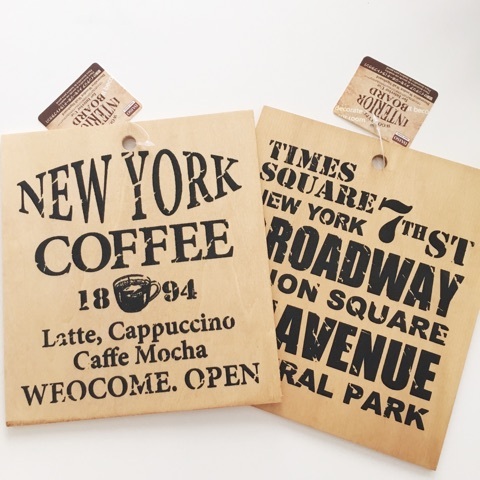 INTERIOR
BOARD
NEW YORK
COFFEE
18 94
Latte, Cappuccino
Caffe Mocha
WEOCOME. OPEN
INTERIOR
BOARD
TIMES
SQUARE 7TH ST
NEW YORK
ROADWAY
ION SQUARE
AVENUE
RAL PARK